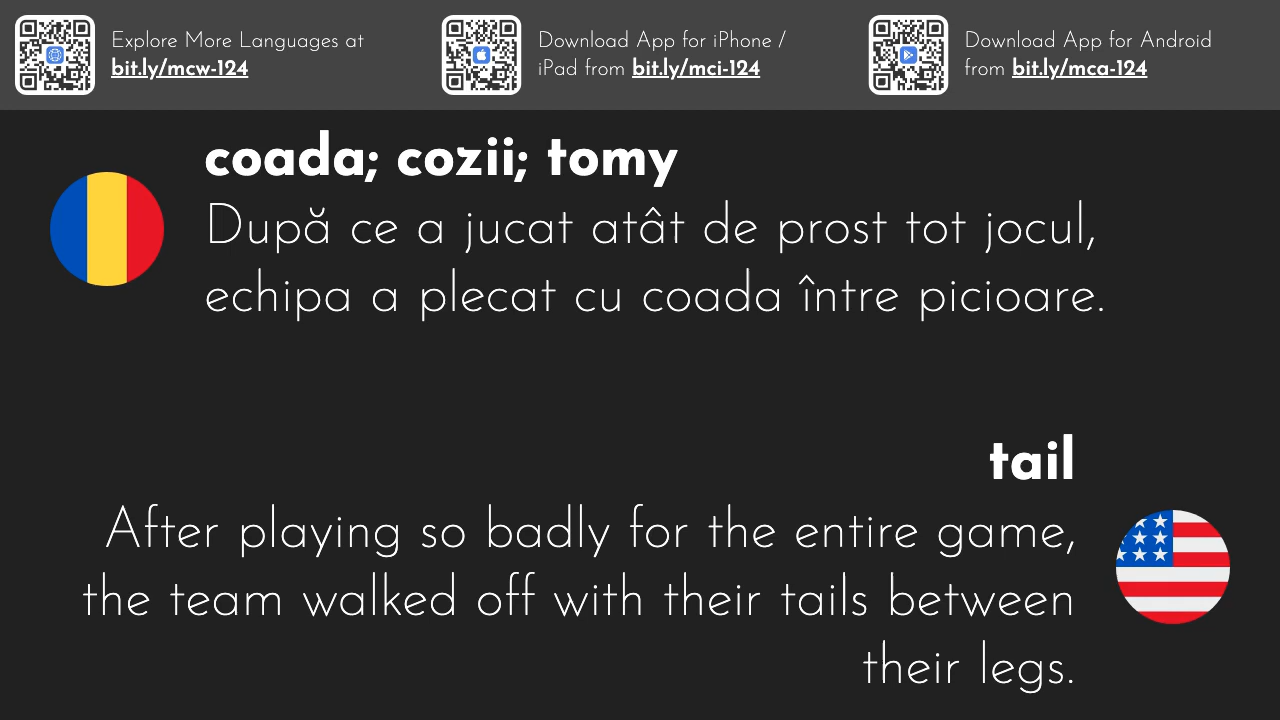 Explore More Languages at
bit.ly/mcw-124
Download App for iPhone /
iPad from bit.ly/mci-124
Download App for Android
from bit.ly/mca-124
coada; cozii; tomy
După ce a jucat atât de prost tot jocul,
echipa a plecat cu coada între picioare.
tail
After playing so badly for the entire game,
the team walked off with their tails between
their legs.